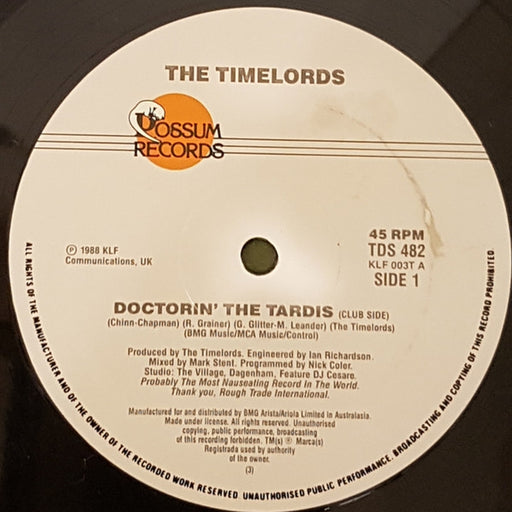 THE TIMELORDS
POSSUM
RECORDS
℗ 1988 KLF
Communications, UK
45 RPM
TDS 482
KLF 003T A
SIDE 1
DOCTORIN' THE TARDIS (CLUB SIDE)
(Chinn-Chapman) (R. Grainer) (G. Glitter-M. Leander) (The Timelords)
(BMG Music/MCA Music/Control)
Produced by The Timelords. Engineered by Ian Richardson.
Mixed by Mark Stent. Programmed by Nick Coler.
Studio: The Village, Dagenham, Feature DJ Cesare.
Probably The Most Nauseating Record In The World.
Thank you, Rough Trade International.
Manufactured for and distributed by BMG Arista/Ariola Limited in Australasia.
Made under license. All rights reserved. Unauthorised
copying, public performance, broadcasting
of this recording forbidden. TM(s) ® Marca(s)
Registrada used by authority
of the owner.
(3)
ALL RIGHTS OF THE MANUFACTURER AND OF THE OWNER OF THE RECORDED WORK RESERVED. UNAUTHORISED PUBLIC PERFORMANCE, BROADCASTING AND COPYING OF THIS RECORD PROHIBITED.